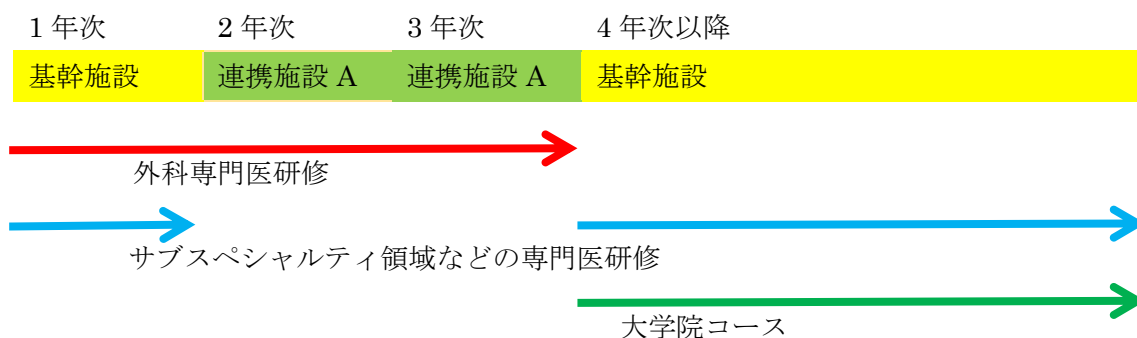 1 年次 2 年次 3 年次 4 年次以降
基幹施設 連携施設 A 連携施設 A 基幹施設
外科専門医研修
サブスペシャルティ領域などの専門医研修
大学院コース